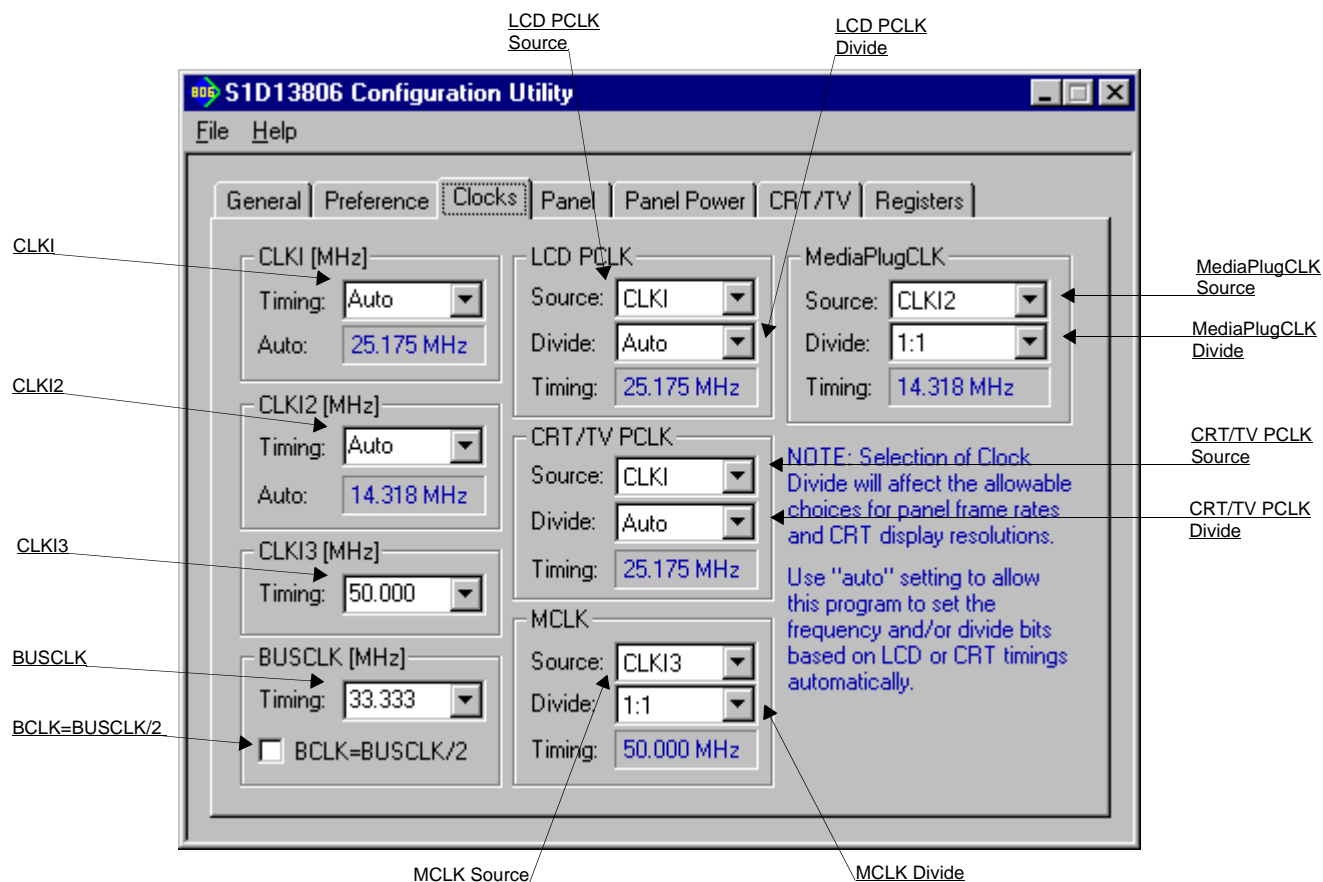 LCD PCLK
Source
LCD PCLK
Divide
806
S1D13806 Configuration Utility
File Help
General Preference Clocks Panel Panel Power CRT/TV Registers
CLKI
CLKI [MHz]
Timing: Auto
Auto: 25.175 MHz
CLKI2
CLKI2 [MHz]
Timing: Auto
Auto: 14.318 MHz
CLKI3
CLKI3 [MHz]
Timing: 50.000
BUSCLK
BUSCLK [MHz]
Timing: 33.333
BCLK=BUSCLK/2
BCLK=BUSCLK/2
LCD PCLK
Source: CLKI
Divide: Auto
Timing: 25.175 MHz
CRT/TV PCLK
Source: CLKI
Divide: Auto
Timing: 25.175 MHz
MCLK
Source: CLKI3
Divide: 1:1
Timing: 50.000 MHz
MediaPlugCLK
Source: CLKI2
Divide: 1:1
Timing: 14.318 MHz
NOTE: Selection of Clock
Divide will affect the allowable
choices for panel frame rates
and CRT display resolutions.
Use "auto" setting to allow
this program to set the
frequency and/or divide bits
based on LCD or CRT timings
automatically.
MediaPlugCLK
Source
MediaPlugCLK
Divide
CRT/TV PCLK
Source
CRT/TV PCLK
Divide
MCLK Source
MCLK Divide